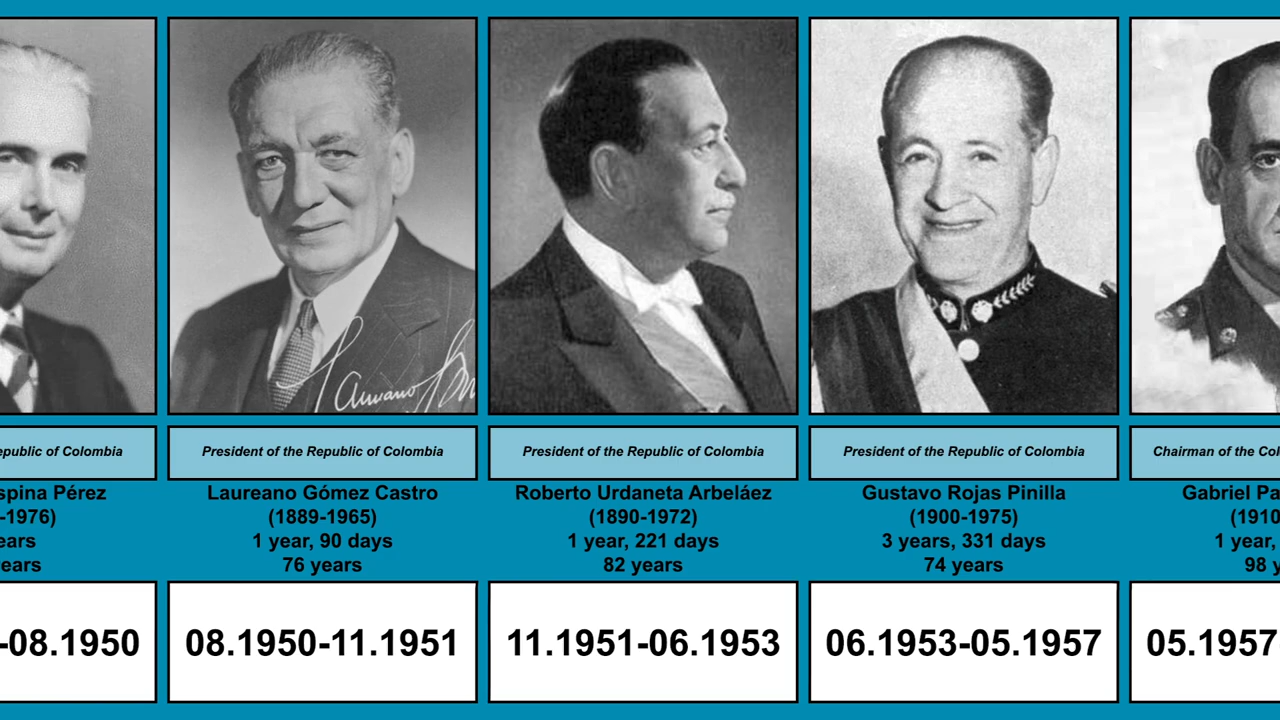 epublic of Colombia
spina Pérez
-1976)
ears
ears
-08.1950
President of the Republic of Colombia
Laureano Gómez Castro
(1889-1965)
1 year, 90 days
76 years
08.1950-11.1951
President of the Republic of Colombia
Roberto Urdaneta Arbeláez
(1890-1972)
1 year, 221 days
82 years
11.1951-06.1953
President of the Republic of Colombia
Gustavo Rojas Pinilla
(1900-1975)
3 years, 331 days
74 years
06.1953-05.1957
Chairman of the Col
Gabriel Pa
(1910
1 year,
98 y
05.1957